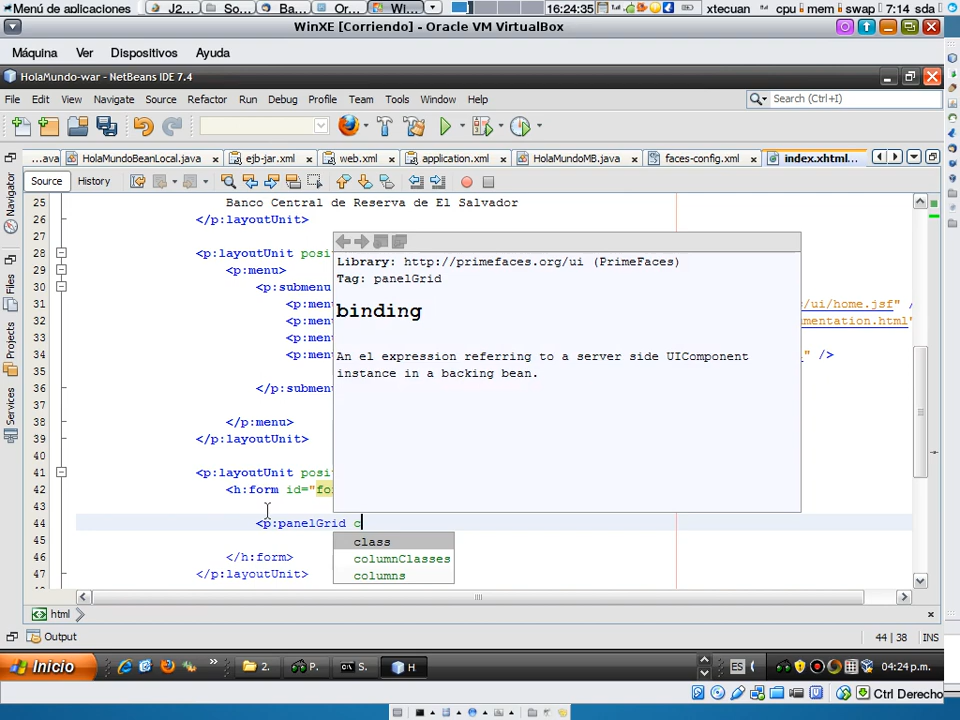 Menú de aplicaciones J2... So... Ba... Or... Wi... 16:24:35 xtecuan cpu mem swap 7:14 sda
WinXE [Corriendo] - Oracle VM VirtualBox
Máquina Ver Dispositivos Ayuda
HolaMundo-war - NetBeans IDE 7.4
File Edit View Navigate Source Refactor Run Debug Profile Team Tools Window Help
Search (Ctrl+I)
...ava HolaMundoBeanLocal.java ejb-jar.xml web.xml application.xml HolaMundoMB.java faces-config.xml index.xhtml...
Source History
Navigator
Files
Projects
Services
25 Banco Central de Reserva de El Salvador
26 </p:layoutUnit>
27
28 <p:layoutUnit posi
29 <p:menu>
30 <p:submenu
31 <p:men s/ui/home.jsf" /
32 <p:men mentation.html"
33 <p:men
34 <p:men " />
35
36 </p:submenu
37
38 </p:menu>
39 </p:layoutUnit>
40
41 <p:layoutUnit posit
42 <h:form id="fo
43
44 <p:panelGrid c
46 </h:form>
47 </p:layoutUnit>
Library: http://primefaces.org/ui (PrimeFaces)
Tag: panelGrid
binding
An el expression referring to a server side UIComponent
instance in a backing bean.
class
columnClasses
columns
html
Output
44 | 38 INS
Inicio 2. P. S. H ES 04:24 p.m.
Ctrl Derecho